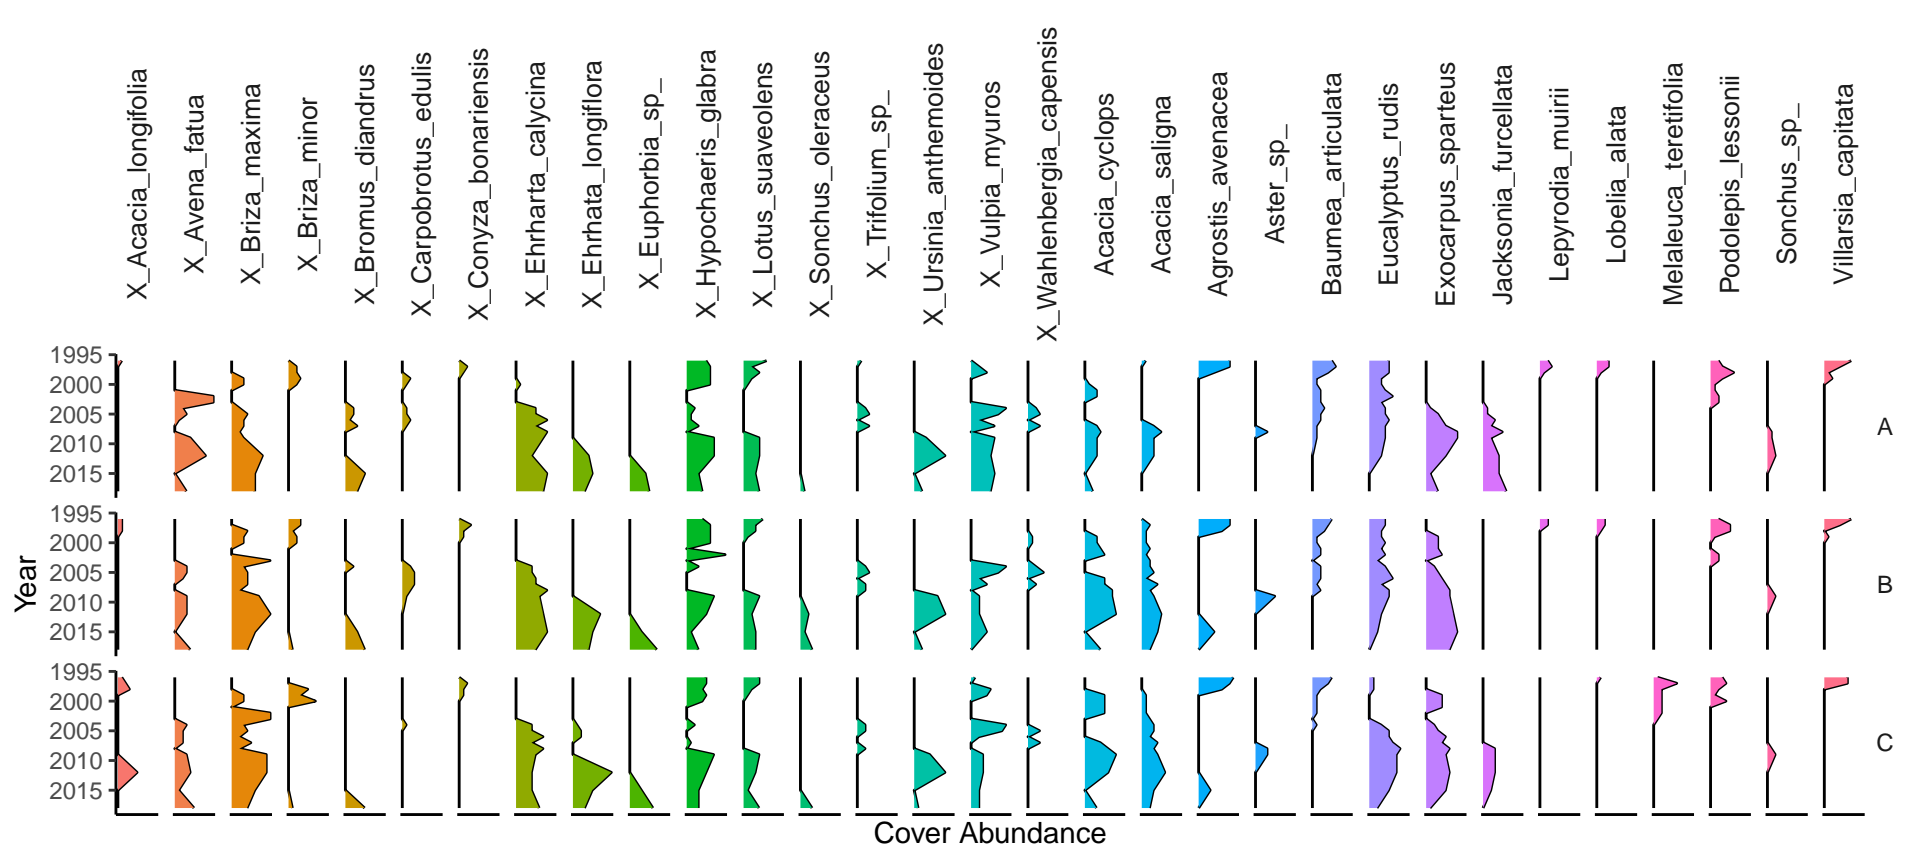 X_Acacia_longifolia
X_Avena_fatua
X_Briza_maxima
X_Briza_minor
X_Bromus_diandrus
X_Carpobrotus_edulis
X_Conyza_bonariensis
X_Ehrharta_calycina
X_Ehrhata_longiflora
X_Euphorbia_sp_
X_Hypochaeris_glabra
X_Lotus_suaveolens
X_Sonchus_oleraceus
X_Trifolium_sp_
X_Ursinia_anthemoides
X_Vulpia_myuros
X_Wahlenbergia_capensis
Acacia_cyclops
Acacia_saligna
Agrostis_avenacea
Aster_sp_
Baumea_articulata
Eucalyptus_rudis
Exocarpus_sparteus
Jacksonia_furcellata
Lepyrodia_muirii
Lobelia_alata
Melaleuca_teretifolia
Podolepis_lessonii
Sonchus_sp_
Villarsia_capitata
Year
1995
2000
2005
2010
2015
A
1995
2000
2005
2010
2015
B
1995
2000
2005
2010
2015
C
Cover Abundance